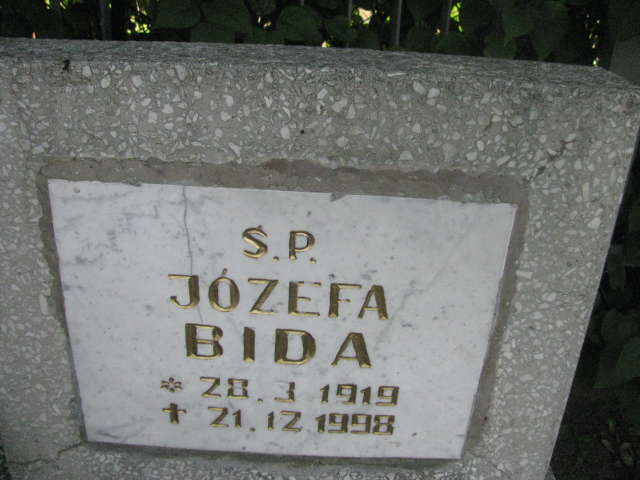 Ś.P.
JÓZEFA
BIDA
* 28.3 1919
✝ 21.12 1998